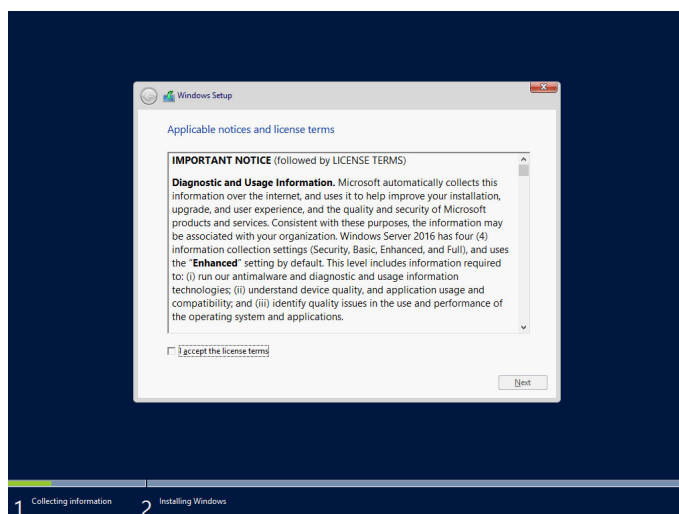 Windows Setup
Applicable notices and license terms
IMPORTANT NOTICE (followed by LICENSE TERMS)
Diagnostic and Usage Information. Microsoft automatically collects this
information over the internet, and uses it to help improve your installation,
upgrade, and user experience, and the quality and security of Microsoft
products and services. Consistent with these purposes, the information may
be associated with your organization. Windows Server 2016 has four (4)
information collection settings (Security, Basic, Enhanced, and Full), and uses
the “Enhanced” setting by default. This level includes information required
to: (i) run our antimalware and diagnostic and usage information
technologies; (ii) understand device quality, and application usage and
compatibility; and (iii) identify quality issues in the use and performance of
the operating system and applications.
I accept the license terms
Next
1 Collecting information 2 Installing Windows